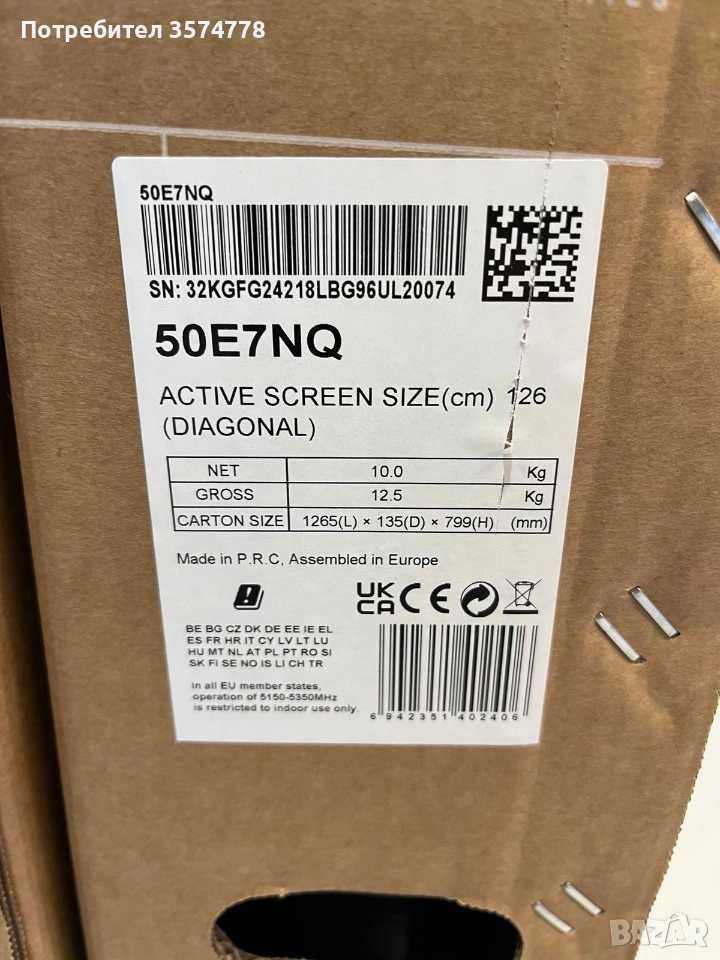 Потребител 3574778
50E7NQ
SN: 32KGFG24218LBG96UL20074
50E7NQ
ACTIVE SCREEN SIZE(cm) 126
(DIAGONAL)
NET 10.0 Kg
GROSS 12.5 Kg
CARTON SIZE 1265(L) × 135(D) × 799(H) (mm)
Made in P.R.C, Assembled in Europe
UK
CA CE
BE BG CZ DK DE EE IE EL
ES FR HR IT CY LV LT LU
HU MT NL AT PL PT RO SI
SK FI SE NO IS LI CH TR
in all EU member states,
operation of 5150-5350MHz
is restricted to indoor use only.
6 942351 402406
BAZAR